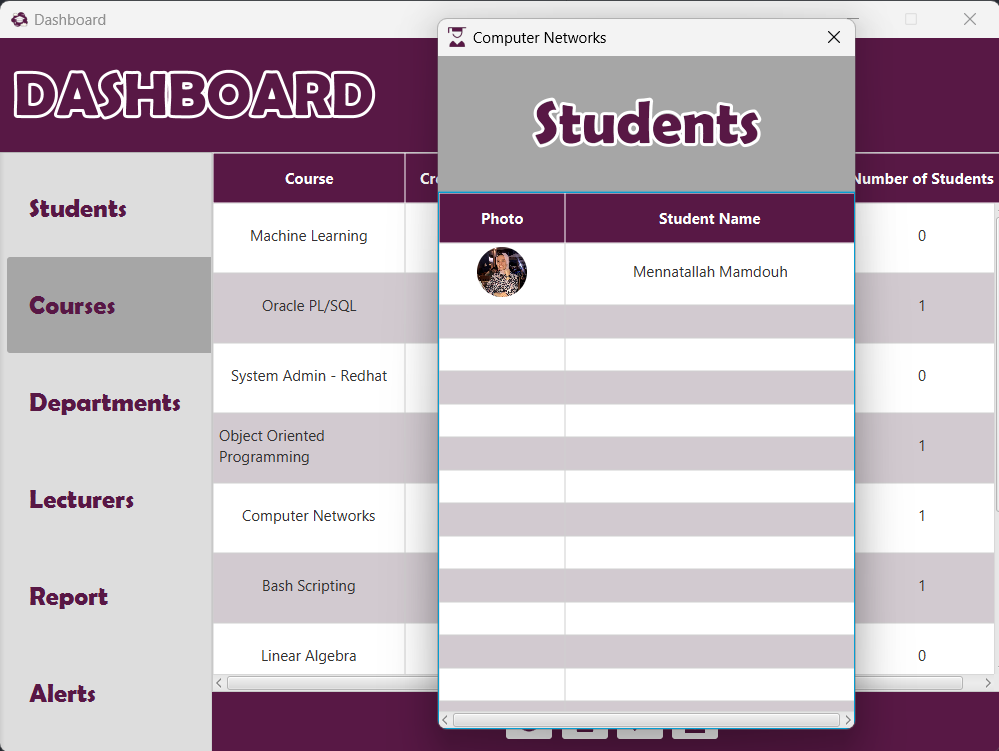 Dashboard
DASHBOARD
Students
Courses
Departments
Lecturers
Report
Alerts
Course
Number of Students
Machine Learning
0
Oracle PL/SQL
1
System Admin - Redhat
0
Object Oriented
Programming
1
Computer Networks
1
Bash Scripting
1
Linear Algebra
0
Computer Networks
Students
Photo
Student Name
Mennatallah Mamdouh